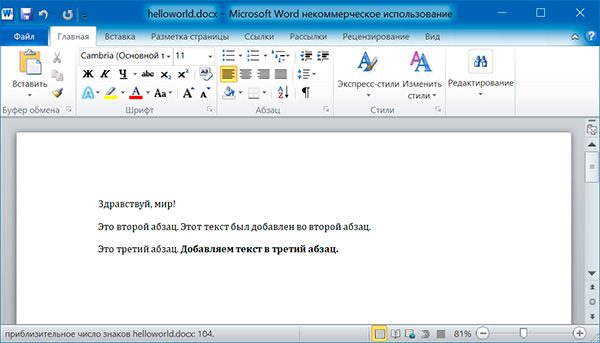 helloworld.docx - Microsoft Word некоммерческое использование
Файл Главная Вставка Разметка страницы Ссылки Рассылки Рецензирование Вид
Вставить
Cambria (Основной т 11
Ж К Ч abc x₂ x²
А Aa A A
Экспресс-стили
Изменить стили
Редактирование
Буфер обмена Шрифт Абзац Стили
Здравствуй, мир!
Это второй абзац. Этот текст был добавлен во второй абзац.
Это третий абзац. Добавляем текст в третий абзац.
приблизительное число знаков helloworld.docx: 104.
81%